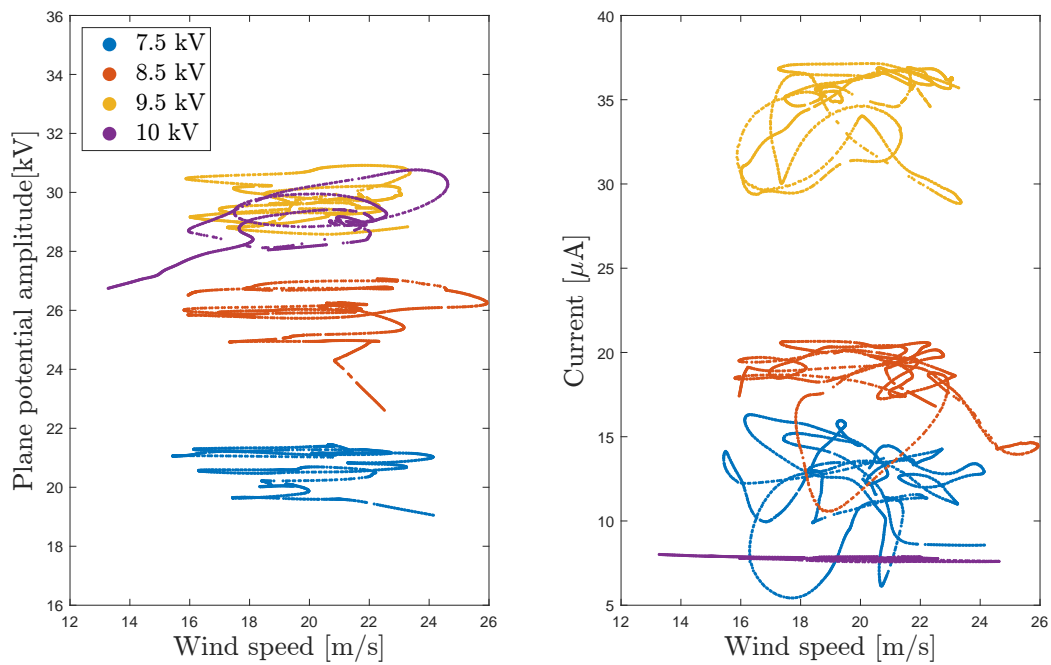 36
34
32
30
28
26
24
22
20
18
16
12 14 16 18 20 22 24 26
Plane potential amplitude[kV]
Wind speed [m/s]
7.5 kV
8.5 kV
9.5 kV
10 kV
40
35
30
25
20
15
10
5
12 14 16 18 20 22 24 26
Current [μA]
Wind speed [m/s]